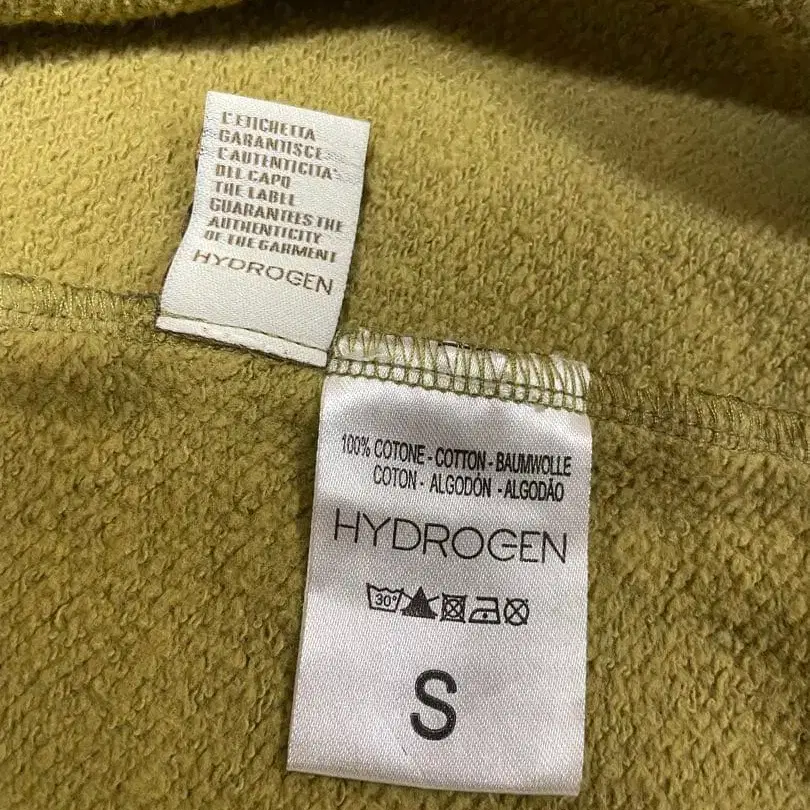 L'ETICHETTA
GARANTISCE
L'AUTENTICITA'
DEL CAPO
THE LABEL
GUARANTEES THE
AUTHENTICITY
OF THE GARMENT
HYDROGEN
100% COTONE - COTTON - BAUMWOLLE
COTON - ALGODÓN - ALGODÃO
HYDROGEN
30°
S